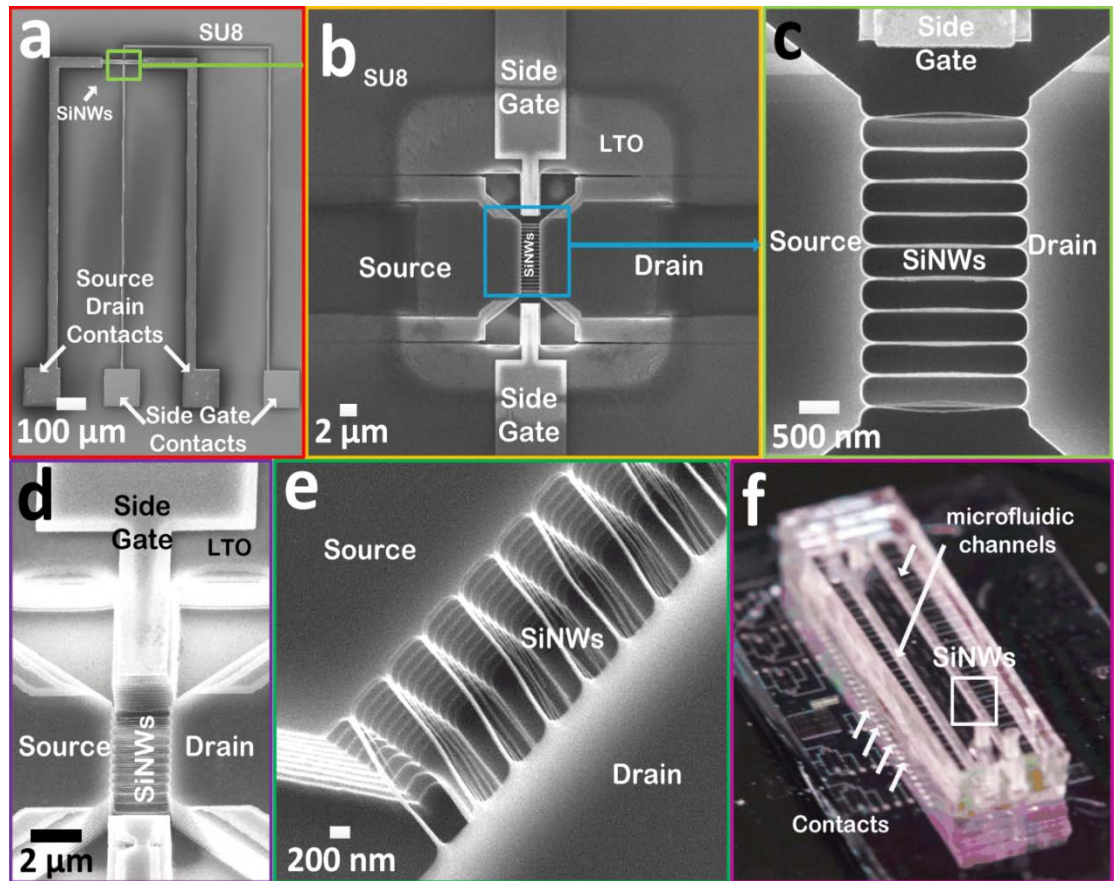 a
SU8
SiNWs
Source
Drain
Contacts
Side Gate
Contacts
100 μm
b
SU8
Side
Gate
LTO
Source
SiNWs
Drain
Side
Gate
2 μm
c
Side
Gate
Source
SiNWs
Drain
500 nm
d
Side
Gate
LTO
Source
SiNWs
Drain
2 μm
e
Source
SiNWs
Drain
200 nm
f
microfluidic
channels
SiNWs
Contacts